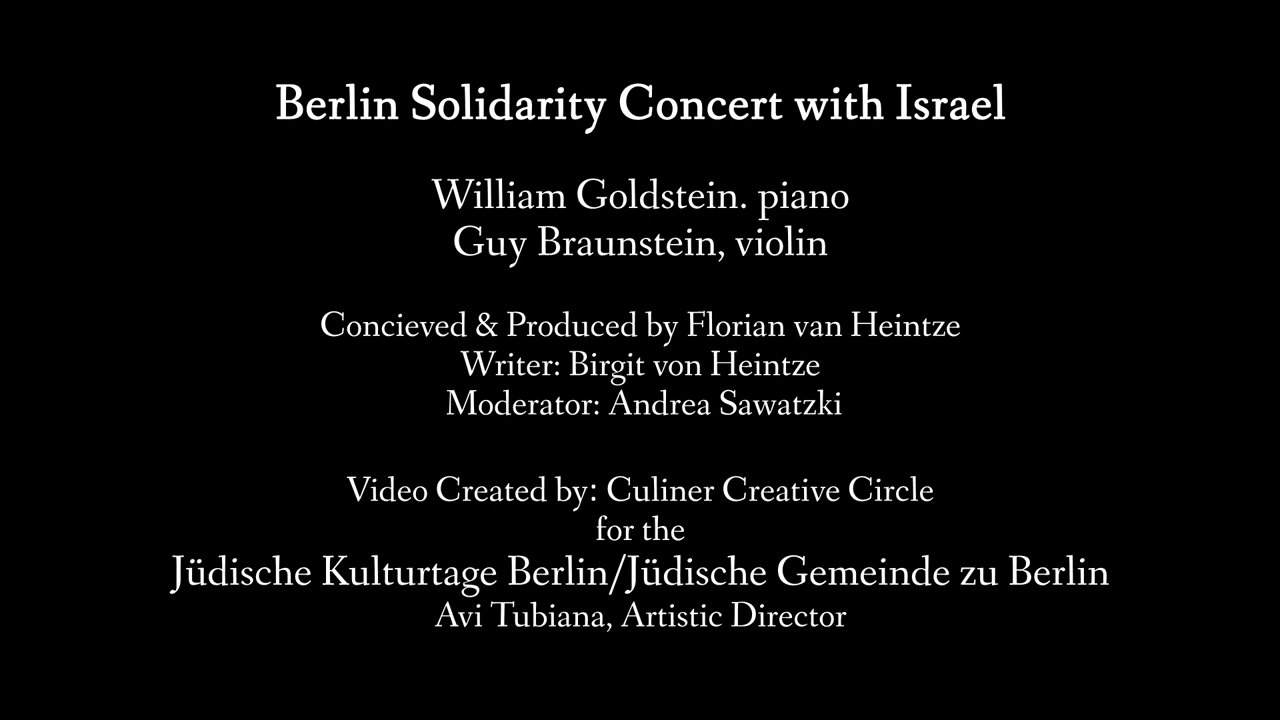 Berlin Solidarity Concert with Israel
William Goldstein. piano
Guy Braunstein, violin
Concieved & Produced by Florian van Heintze
Writer: Birgit von Heintze
Moderator: Andrea Sawatzki
Video Created by: Culiner Creative Circle
for the
Jüdische Kulturtage Berlin/Jüdische Gemeinde zu Berlin
Avi Tubiana, Artistic Director